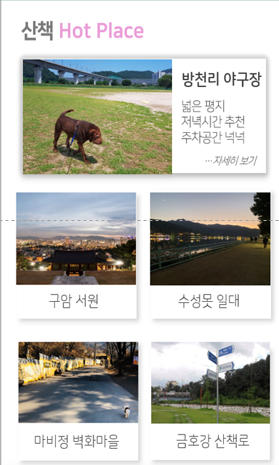 산책 Hot Place
방천리 야구장
넓은 평지
저녁시간 추천
주차공간 넉넉
…자세히 보기
구암 서원
수성못 일대
마비정 벽화마을
금호강 산책로